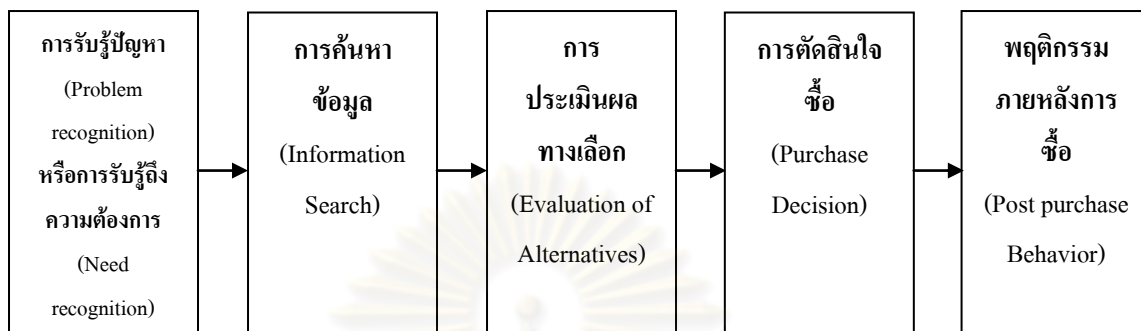 การรับรู้ปัญหา
(Problem
recognition)
หรือการรับรู้ถึง
ความต้องการ
(Need
recognition)
การค้นหา
ข้อมูล
(Information
Search)
การ
ประเมินผล
ทางเลือก
(Evaluation of
Alternatives)
การตัดสินใจ
ซื้อ
(Purchase
Decision)
พฤติกรรม
ภายหลังการ
ซื้อ
(Post purchase
Behavior)